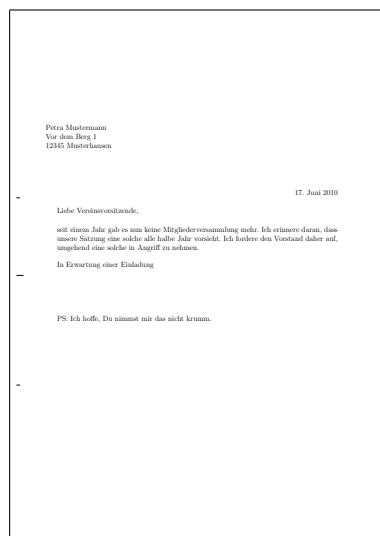 Petra Mustermann
Vor dem Berg 1
12345 Musterhausen
17. Juni 2010
Liebe Vereinsvorsitzende,
seit einem Jahr gab es nun keine Mitgliederversammlung mehr. Ich erinnere daran, dass
unsere Satzung eine solche alle halbe Jahr vorsieht. Ich fordere den Vorstand daher auf,
umgehend eine solche in Angriff zu nehmen.
In Erwartung einer Einladung
PS: Ich hoffe, Du nimmst mir das nicht krumm.